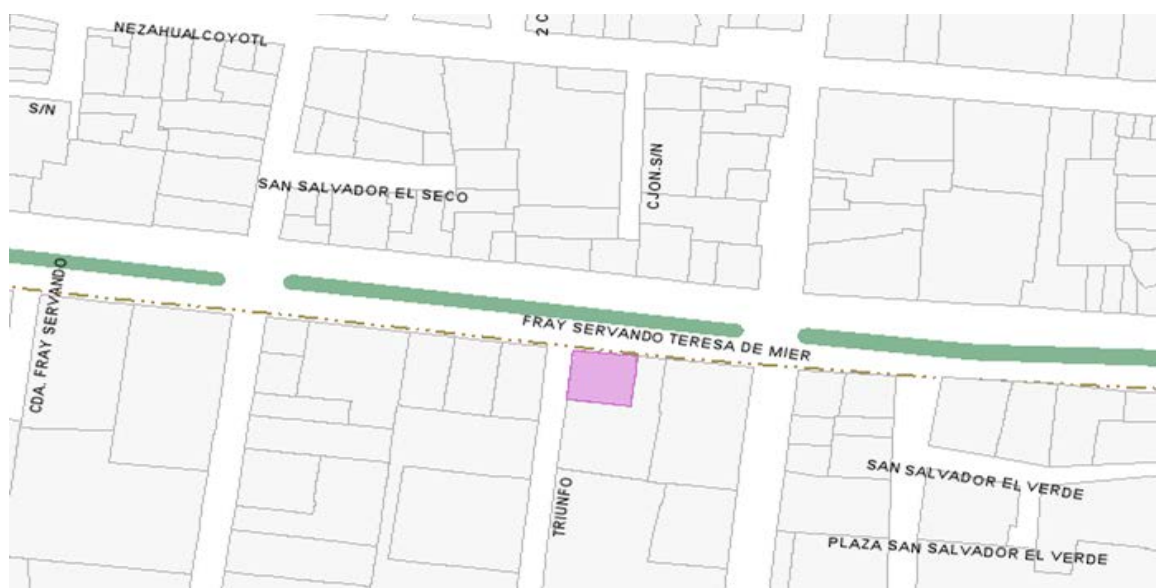 NEZAHUALCOYOTL
2 C
S/N
SAN SALVADOR EL SECO
CJON.S/N
CDA. FRAY SERVANDO
FRAY SERVANDO TERESA DE MIER
TRIUNFO
SAN SALVADOR EL VERDE
PLAZA SAN SALVADOR EL VERDE